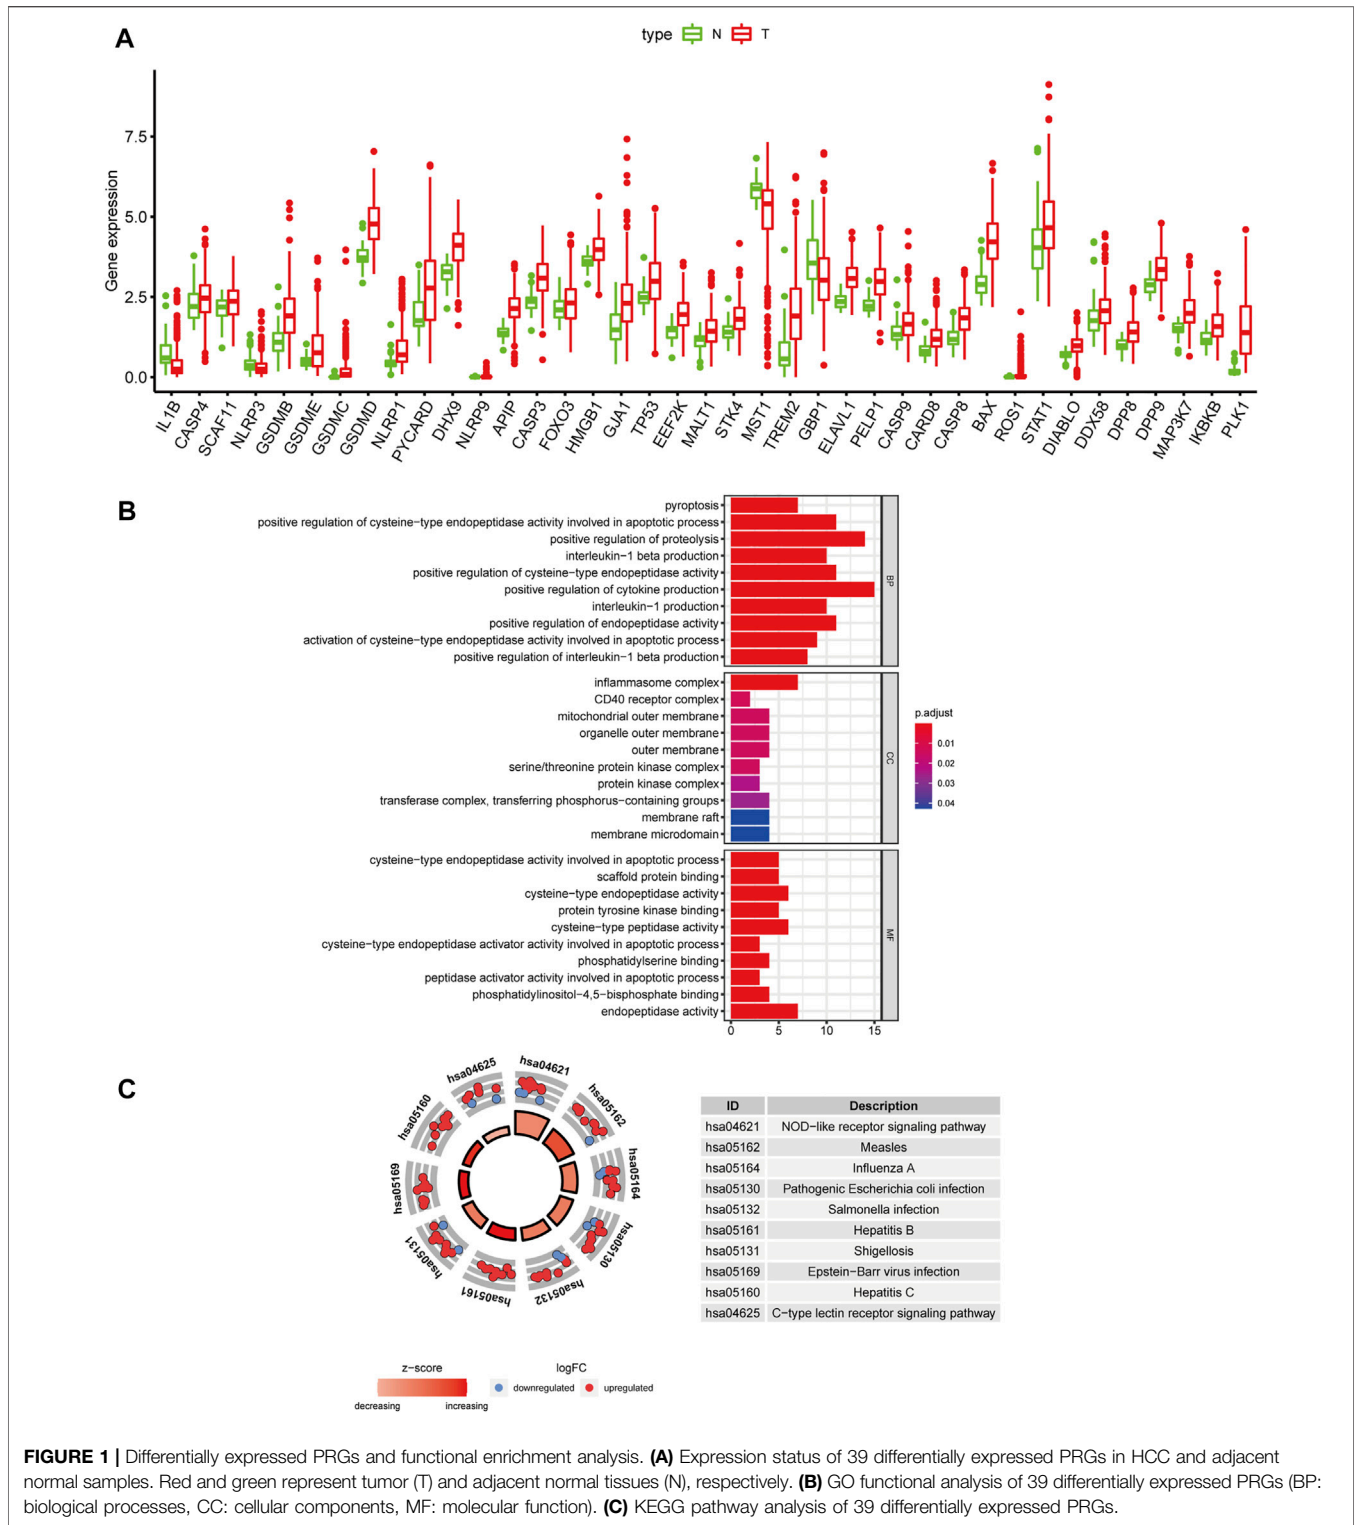 A
type N T
Gene expression
7.5
5.0
2.5
0.0
IL1B
CASP4
SCAF11
NLRP3
GSDMB
GSDME
GSDMC
GSDMD
NLRP1
PYCARD
DHX9
NLRP9
APIP
CASP3
FOXO3
HMGB1
GJA1
TP53
EEF2K
MALT1
STK4
MST1
TREM2
GBP1
ELAVL1
PELP1
CASP9
CARD8
CASP8
BAX
ROS1
STAT1
DIABLO
DDX58
DPP8
DPP9
MAP3K7
IKBKB
PLK1
B
pyroptosis
positive regulation of cysteine−type endopeptidase activity involved in apoptotic process
positive regulation of proteolysis
interleukin−1 beta production
positive regulation of cysteine−type endopeptidase activity
positive regulation of cytokine production
interleukin−1 production
positive regulation of endopeptidase activity
activation of cysteine−type endopeptidase activity involved in apoptotic process
positive regulation of interleukin−1 beta production
BP
inflammasome complex
CD40 receptor complex
mitochondrial outer membrane
organelle outer membrane
outer membrane
serine/threonine protein kinase complex
protein kinase complex
transferase complex, transferring phosphorus−containing groups
membrane raft
membrane microdomain
CC
p.adjust
0.01
0.02
0.03
0.04
cysteine−type endopeptidase activity involved in apoptotic process
scaffold protein binding
cysteine−type endopeptidase activity
protein tyrosine kinase binding
cysteine−type peptidase activity
cysteine−type endopeptidase activator activity involved in apoptotic process
phosphatidylserine binding
peptidase activator activity involved in apoptotic process
phosphatidylinositol−4,5−bisphosphate binding
endopeptidase activity
MF
0 5 10 15
C
hsa04621
hsa05162
hsa05164
hsa05130
hsa05132
hsa05161
hsa05131
hsa05169
hsa05160
hsa04625
ID Description
hsa04621 NOD−like receptor signaling pathway
hsa05162 Measles
hsa05164 Influenza A
hsa05130 Pathogenic Escherichia coli infection
hsa05132 Salmonella infection
hsa05161 Hepatitis B
hsa05131 Shigellosis
hsa05169 Epstein−Barr virus infection
hsa05160 Hepatitis C
hsa04625 C−type lectin receptor signaling pathway
z−score
decreasing increasing
logFC
downregulated upregulated
FIGURE 1 | Differentially expressed PRGs and functional enrichment analysis. (A) Expression status of 39 differentially expressed PRGs in HCC and adjacent
normal samples. Red and green represent tumor (T) and adjacent normal tissues (N), respectively. (B) GO functional analysis of 39 differentially expressed PRGs (BP:
biological processes, CC: cellular components, MF: molecular function). (C) KEGG pathway analysis of 39 differentially expressed PRGs.